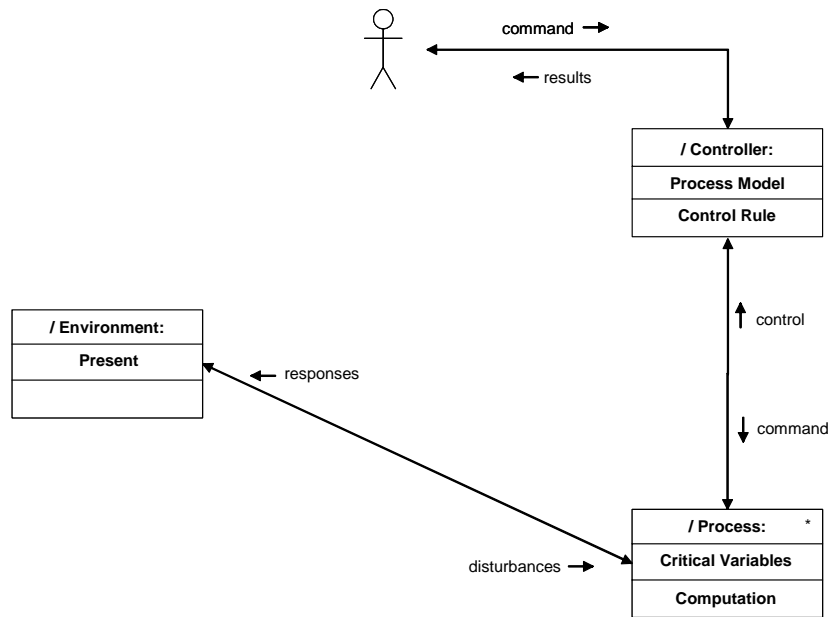 command
results
/ Controller:
Process Model
Control Rule
control
/ Environment:
Present
responses
command
/ Process: *
Critical Variables
disturbances
Computation